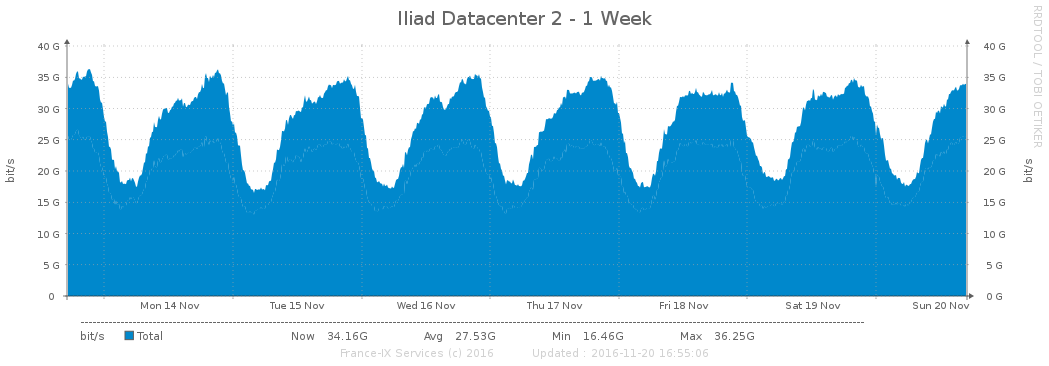 Iliad Datacenter 2 - 1 Week
RRDTOOL / TOBI OETIKER
40 G 40 G
35 G 35 G
30 G 30 G
25 G 25 G
20 G 20 G
15 G 15 G
10 G 10 G
5 G 5 G
0 0 G
bit/s
bit/s
Mon 14 Nov Tue 15 Nov Wed 16 Nov Thu 17 Nov Fri 18 Nov Sat 19 Nov Sun 20 Nov
bit/s Total Now 34.16G Avg 27.53G Min 16.46G Max 36.25G
France-IX Services (c) 2016 Updated : 2016-11-20 16:55:06